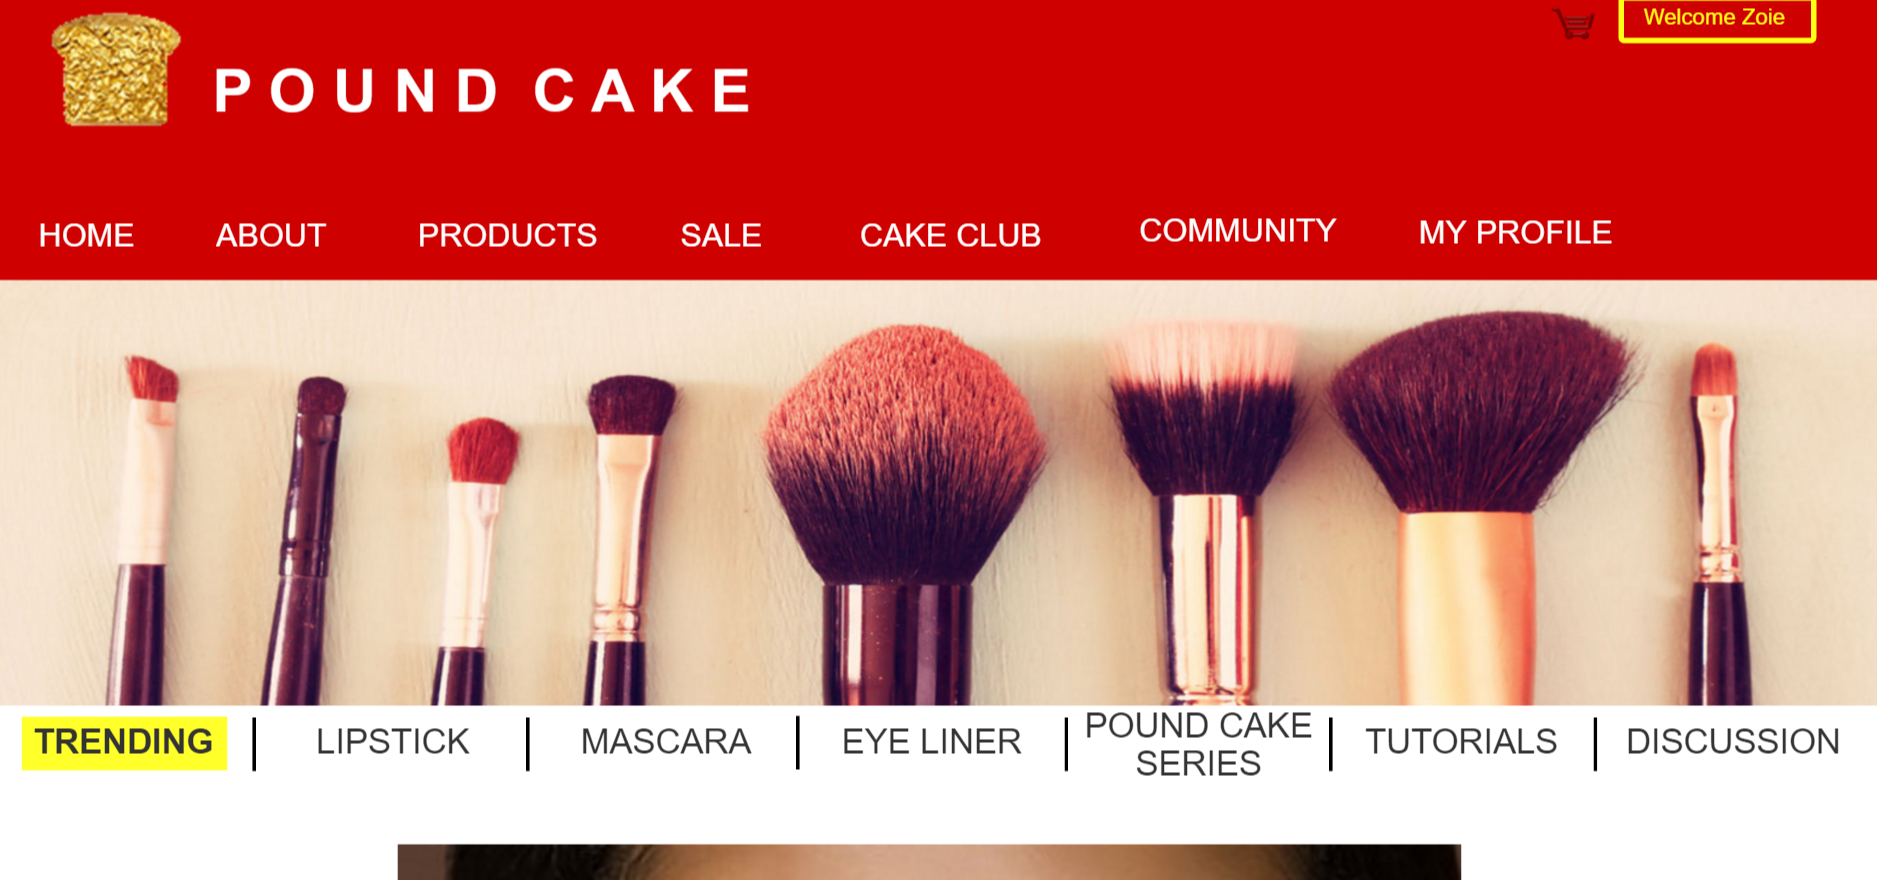 Welcome Zoie
POUND CAKE
HOME ABOUT PRODUCTS SALE CAKE CLUB COMMUNITY MY PROFILE
TRENDING LIPSTICK MASCARA EYE LINER POUND CAKE SERIES TUTORIALS DISCUSSION